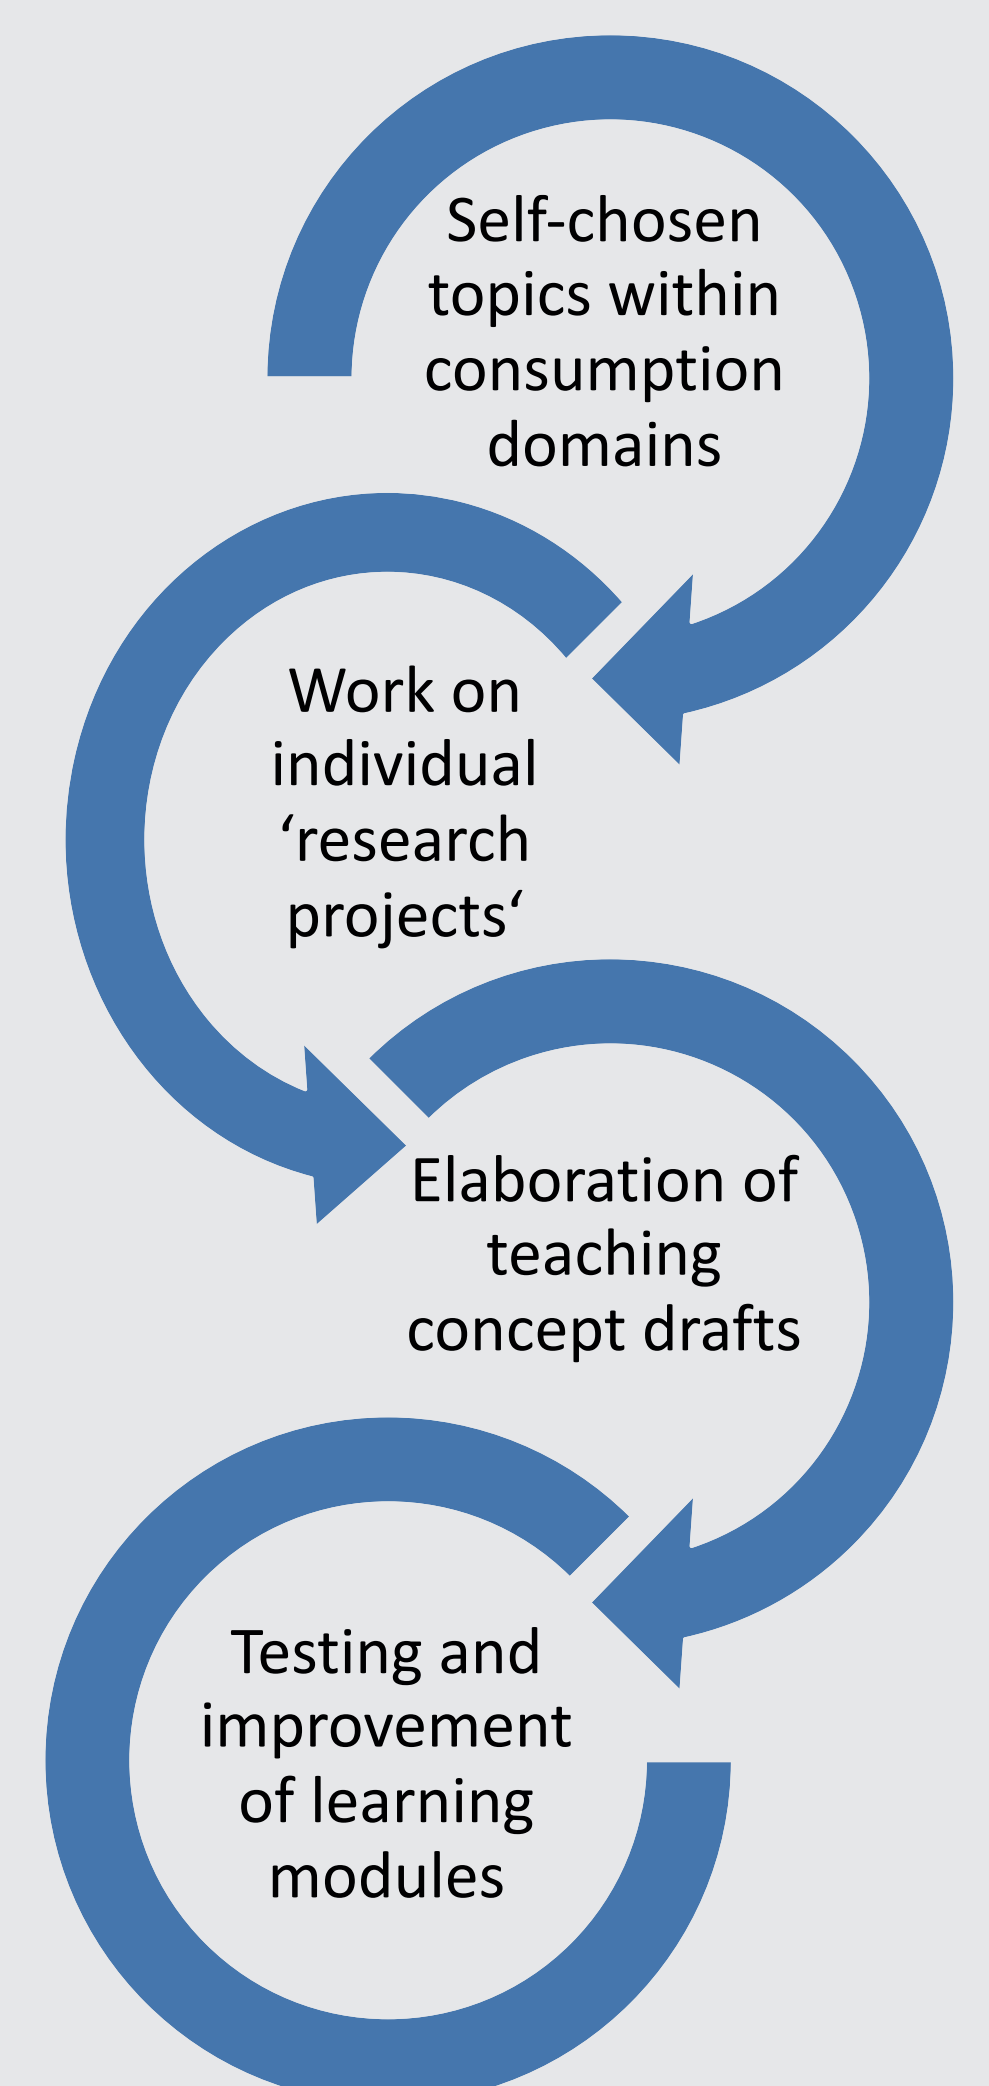 Self-chosen
topics within
consumption
domains
Work on
individual
‘research
projects‘
Elaboration of
teaching
concept drafts
Testing and
improvement
of learning
modules